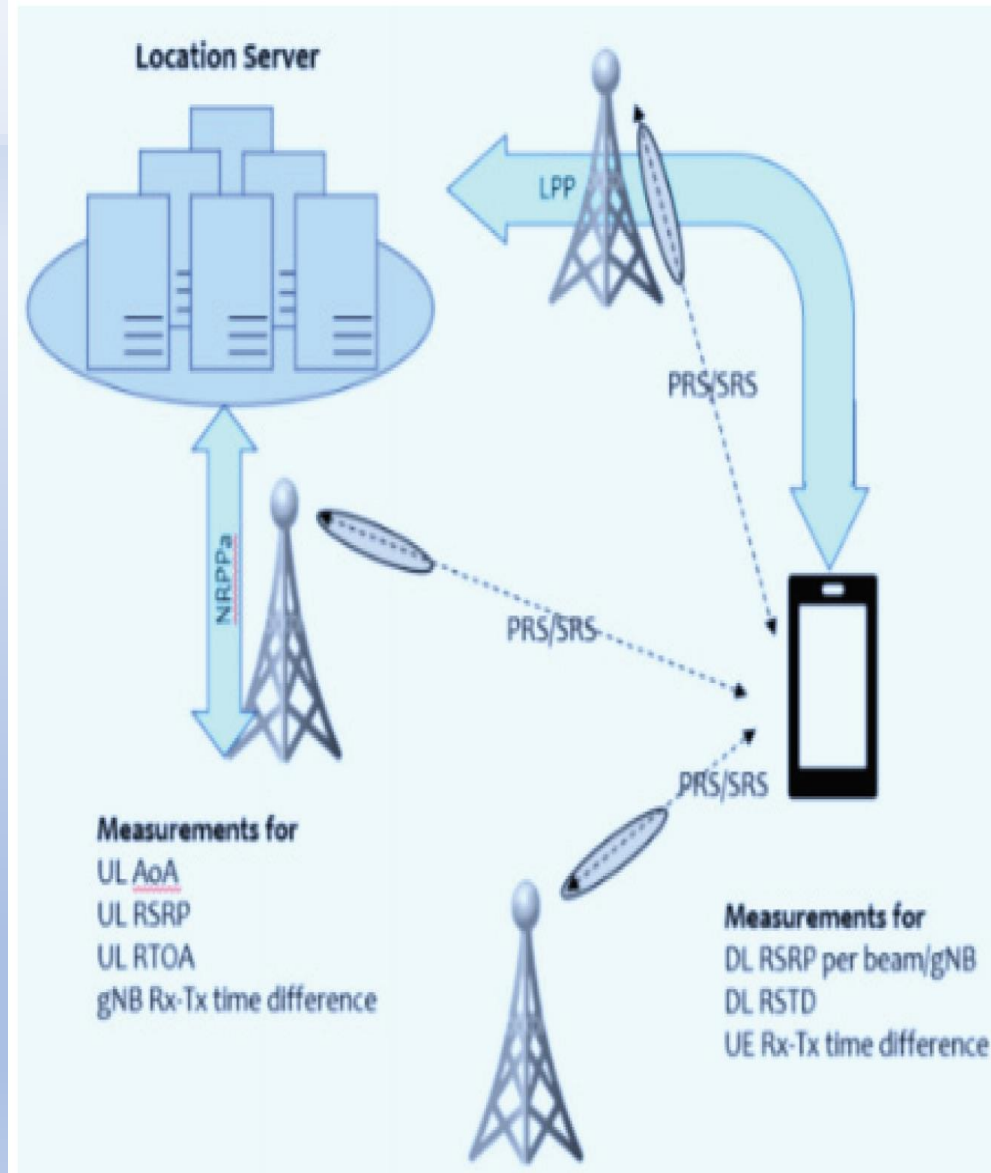 Location Server
LPP
PRS/SRS
NRPPa
PRS/SRS
PRS/SRS
Measurements for
UL AoA
UL RSRP
UL RTOA
gNB Rx-Tx time difference
Measurements for
DL RSRP per beam/gNB
DL RSTD
UE Rx-Tx time difference